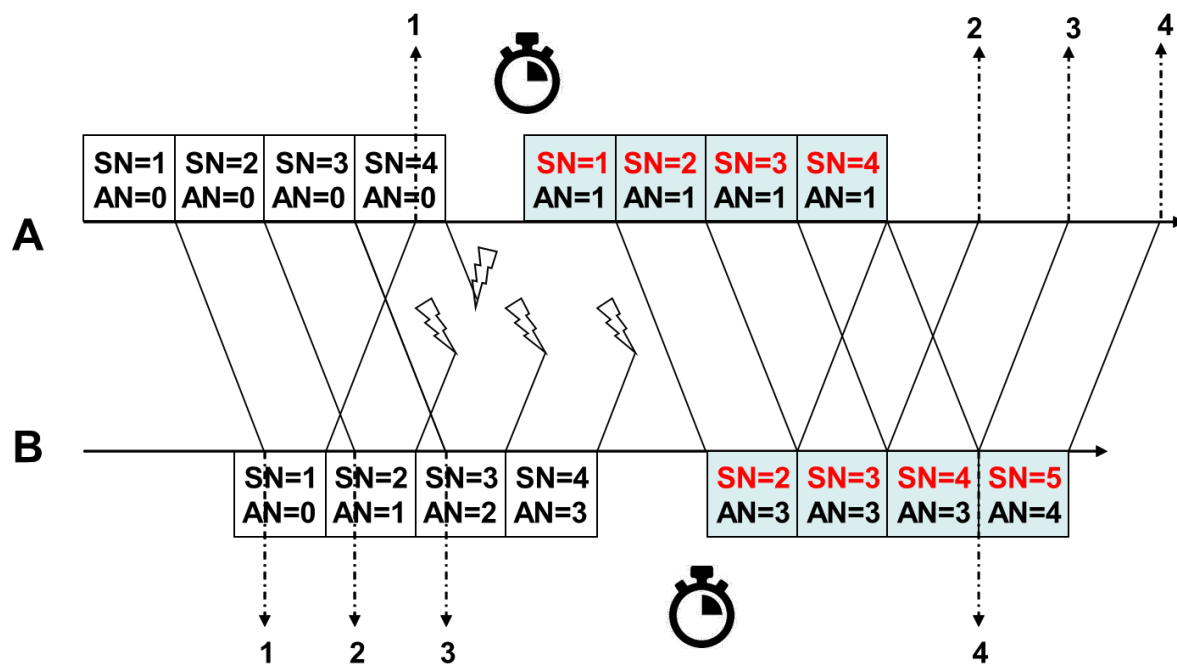 1 2 3 4
SN=1 SN=2 SN=3 SN=4 SN=1 SN=2 SN=3 SN=4
AN=0 AN=0 AN=0 AN=0 AN=1 AN=1 AN=1 AN=1
A
B
SN=1 SN=2 SN=3 SN=4 SN=2 SN=3 SN=4 SN=5
AN=0 AN=1 AN=2 AN=3 AN=3 AN=3 AN=3 AN=4
1 2 3 4